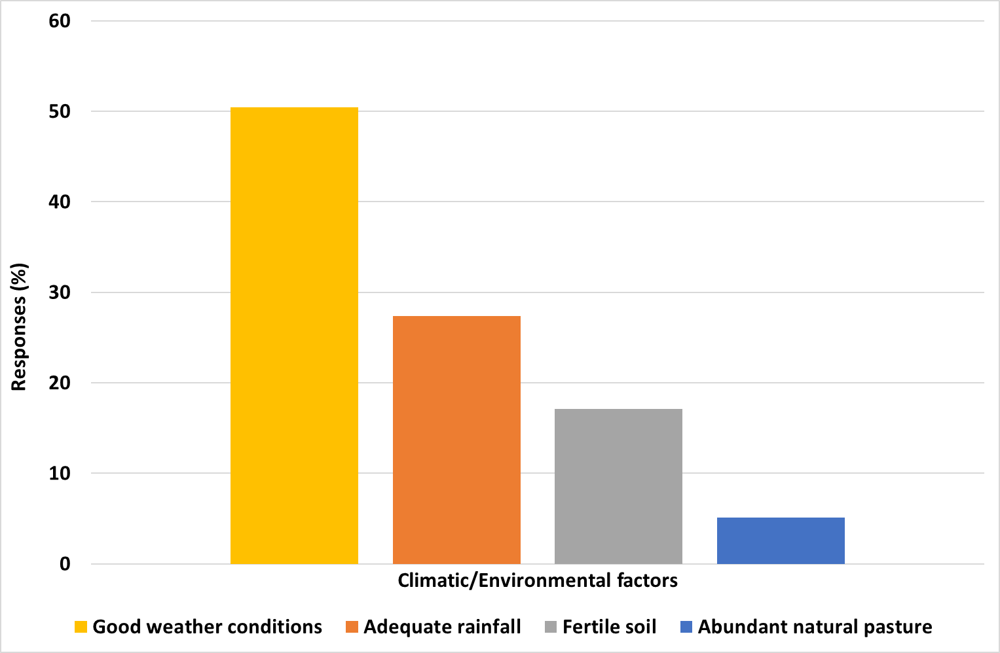 60
50
40
30
20
10
0
Responses (%)
Climatic/Environmental factors
Good weather conditions Adequate rainfall Fertile soil Abundant natural pasture